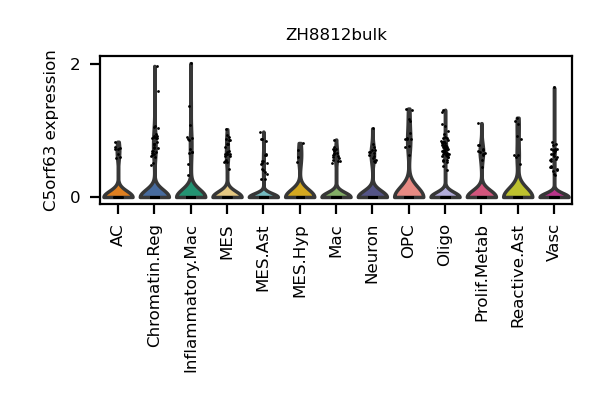 ZH8812bulk
C5orf63 expression
2
0
AC
Chromatin.Reg
Inflammatory.Mac
MES
MES.Ast
MES.Hyp
Mac
Neuron
OPC
Oligo
Prolif.Metab
Reactive.Ast
Vasc